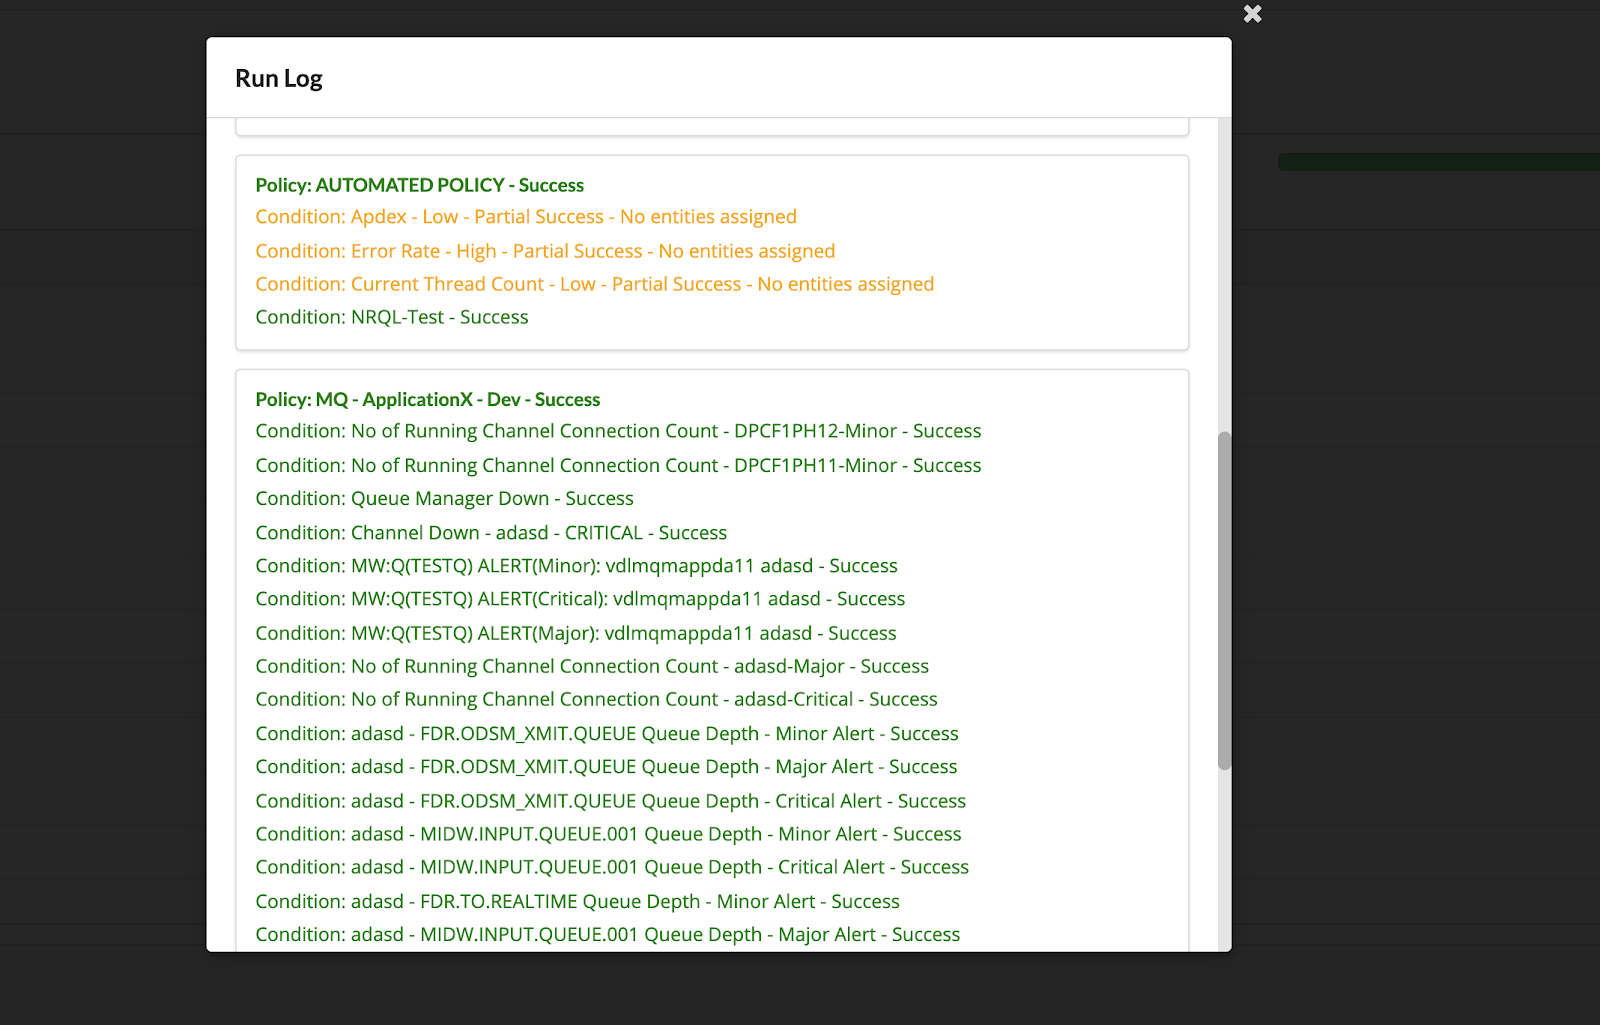 Run Log
Policy: AUTOMATED POLICY - Success
Condition: Apdex - Low - Partial Success - No entities assigned
Condition: Error Rate - High - Partial Success - No entities assigned
Condition: Current Thread Count - Low - Partial Success - No entities assigned
Condition: NRQL-Test - Success
Policy: MQ - ApplicationX - Dev - Success
Condition: No of Running Channel Connection Count - DPCF1PH12-Minor - Success
Condition: No of Running Channel Connection Count - DPCF1PH11-Minor - Success
Condition: Queue Manager Down - Success
Condition: Channel Down - adasd - CRITICAL - Success
Condition: MW:Q(TESTQ) ALERT(Minor): vdlmqmappda11 adasd - Success
Condition: MW:Q(TESTQ) ALERT(Critical): vdlmqmappda11 adasd - Success
Condition: MW:Q(TESTQ) ALERT(Major): vdlmqmappda11 adasd - Success
Condition: No of Running Channel Connection Count - adasd-Major - Success
Condition: No of Running Channel Connection Count - adasd-Critical - Success
Condition: adasd - FDR.ODSM_XMIT.QUEUE Queue Depth - Minor Alert - Success
Condition: adasd - FDR.ODSM_XMIT.QUEUE Queue Depth - Major Alert - Success
Condition: adasd - FDR.ODSM_XMIT.QUEUE Queue Depth - Critical Alert - Success
Condition: adasd - MIDW.INPUT.QUEUE.001 Queue Depth - Minor Alert - Success
Condition: adasd - MIDW.INPUT.QUEUE.001 Queue Depth - Critical Alert - Success
Condition: adasd - FDR.TO.REALTIME Queue Depth - Minor Alert - Success
Condition: adasd - MIDW.INPUT.QUEUE.001 Queue Depth - Major Alert - Success